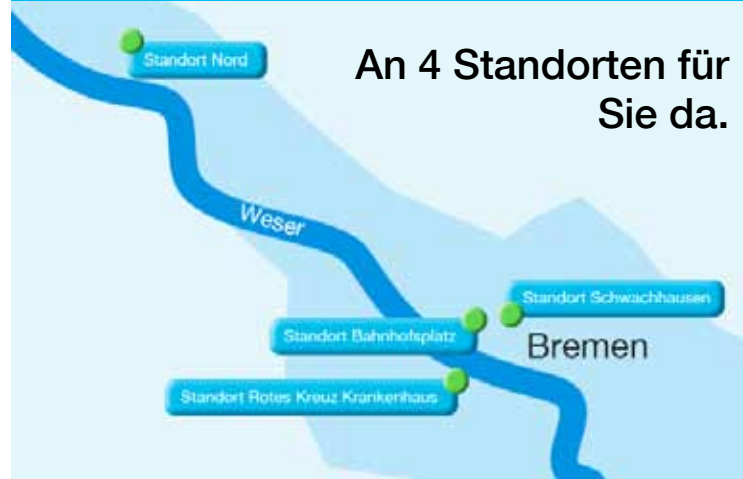 An 4 Standorten für
Sie da.
Standort Nord
Weser
Standort Schwachhausen
Standort Bahnhofsplatz
Bremen
Standort Rotes Kreuz Krankenhaus